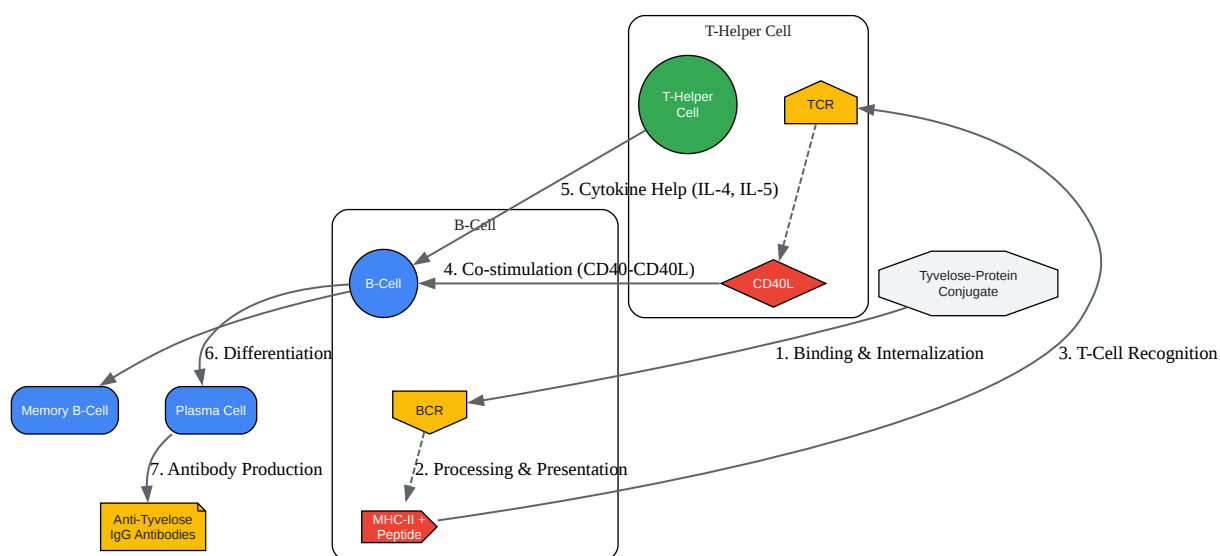 T-Helper Cell
T-Helper
Cell
TCR
5. Cytokine Help (IL-4, IL-5)
B-Cell
B-Cell
4. Co-stimulation (CD40-CD40L)
CD40L
Tyvelose-Protein
Conjugate
6. Differentiation
1. Binding & Internalization
3. T-Cell Recognition
Memory B-Cell
Plasma Cell
BCR
7. Antibody Production
2. Processing & Presentation
Anti-Tyvelose
IgG Antibodies
MHC-II +
Peptide